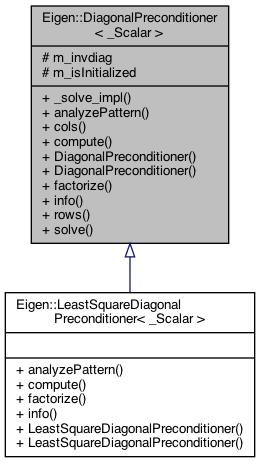 Eigen::DiagonalPreconditioner
< _Scalar >
# m_invdiag
# m_isInitialized
+ _solve_impl()
+ analyzePattern()
+ cols()
+ compute()
+ DiagonalPreconditioner()
+ DiagonalPreconditioner()
+ factorize()
+ info()
+ rows()
+ solve()
Eigen::LeastSquareDiagonal
Preconditioner< _Scalar >
+ analyzePattern()
+ compute()
+ factorize()
+ info()
+ LeastSquareDiagonalPreconditioner()
+ LeastSquareDiagonalPreconditioner()